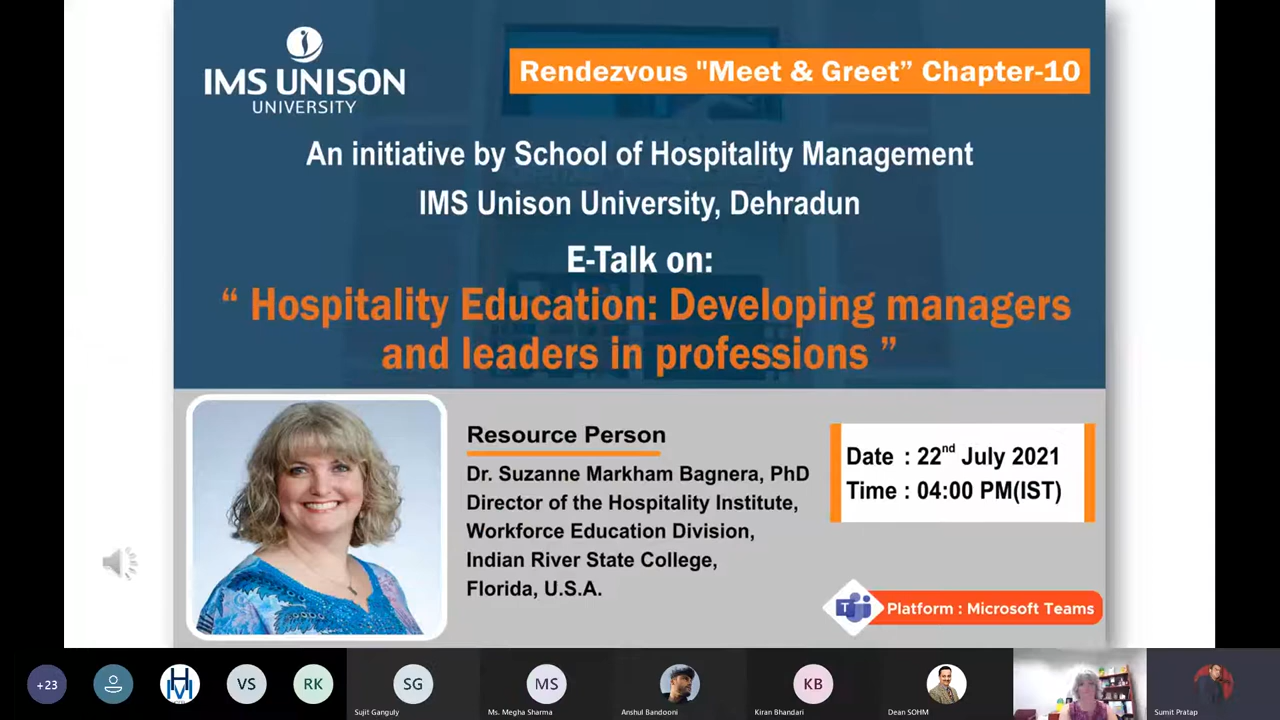 IMS UNISON
UNIVERSITY
Rendezvous "Meet & Greet” Chapter-10
An initiative by School of Hospitality Management
IMS Unison University, Dehradun
E-Talk on:
“ Hospitality Education: Developing managers
and leaders in professions ”
Resource Person
Dr. Suzanne Markham Bagnera, PhD
Director of the Hospitality Institute,
Workforce Education Division,
Indian River State College,
Florida, U.S.A.
Date : 22nd July 2021
Time : 04:00 PM(IST)
Platform : Microsoft Teams
+23
VS
RK
SG
MS
KB
Sujit Ganguly
Ms. Megha Sharma
Anshul Bandooni
Kiran Bhandari
Dean SOHM
Sumit Pratap